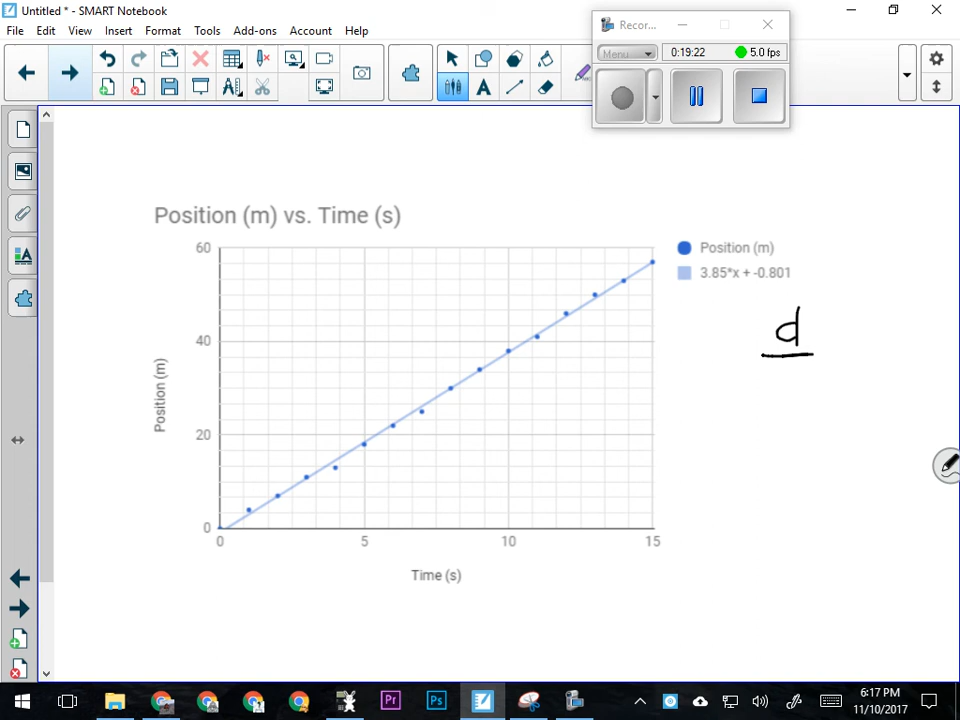 Untitled * - SMART Notebook
File Edit View Insert Format Tools Add-ons Account Help
Recor...
Menu 0:19:22 5.0 fps
Position (m) vs. Time (s)
60
40
20
0
Position (m)
0 5 10 15
Time (s)
Position (m)
3.85*x + -0.801
d
Pr Ps
6:17 PM
11/10/2017